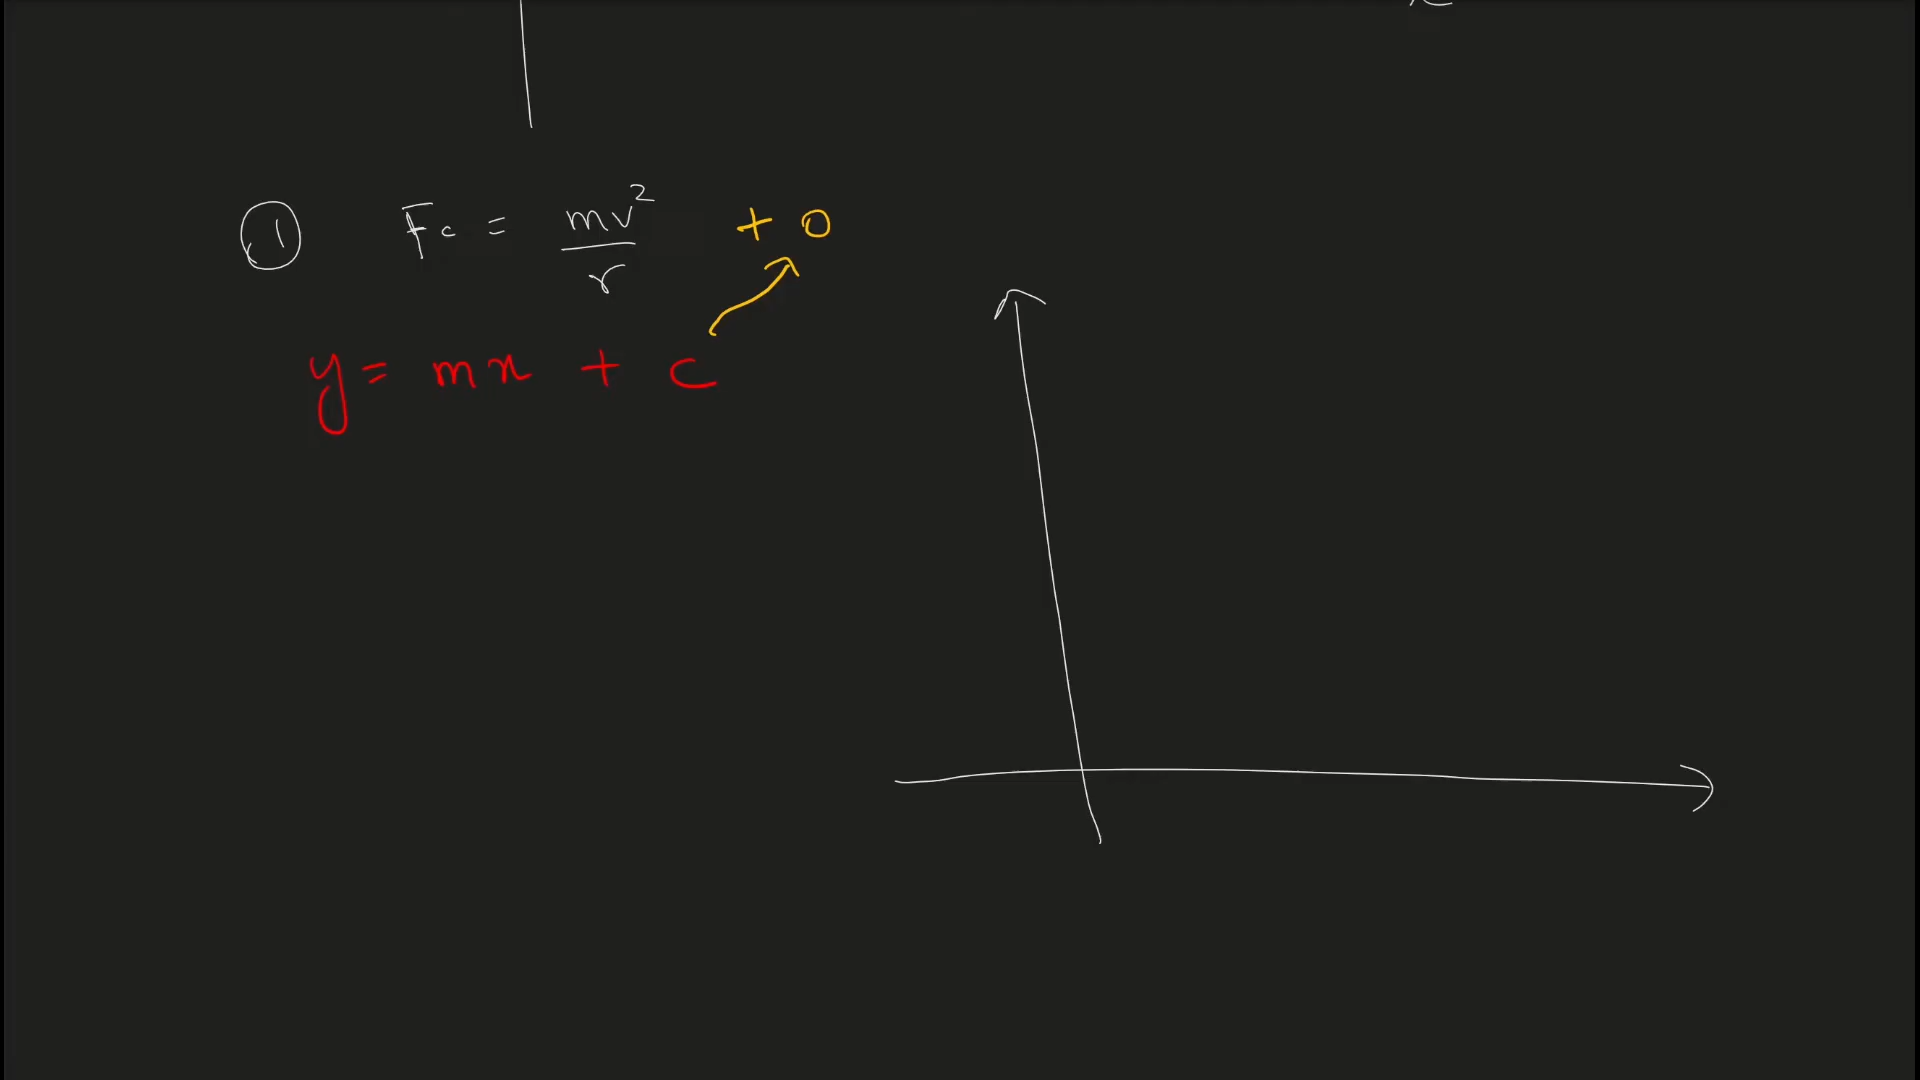 ① Fc = mv²/r + 0
y = mx + c